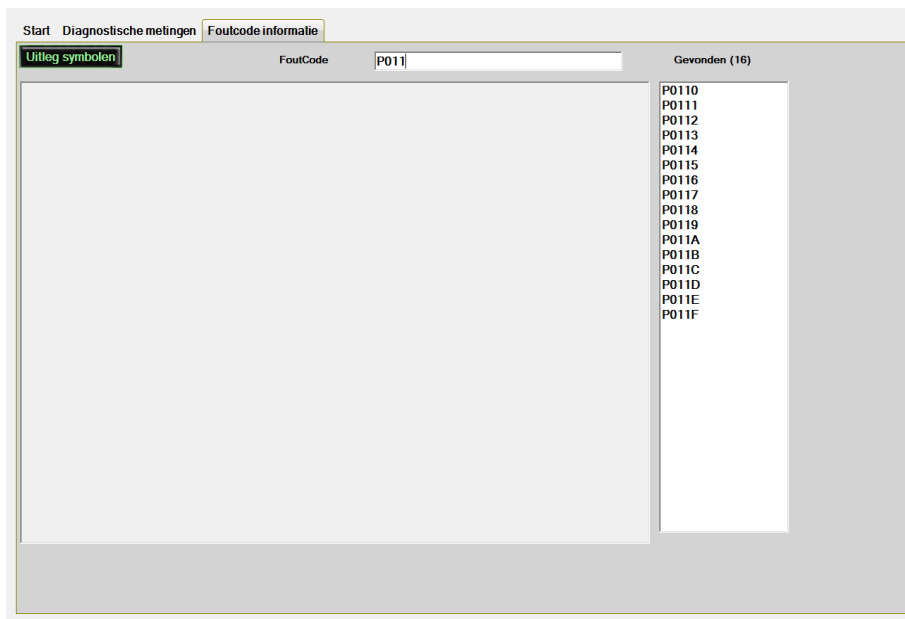 Start Diagnostische metingen Foutcode informatie
Uitleg symbolen FoutCode P011 Gevonden (16)
P0110
P0111
P0112
P0113
P0114
P0115
P0116
P0117
P0118
P0119
P011A
P011B
P011C
P011D
P011E
P011F